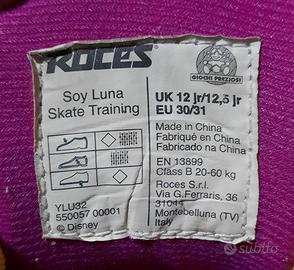 ROCES
GIOCHI PREZIOSI
Soy Luna
Skate Training
UK 12 jr/12,5 jr
EU 30/31
Made in China
Fabriqué en China
Fabricado na China
EN 13899
Class B 20-60 kg
Roces S.r.l.
Via G.Ferraris, 36
31044
Montebelluna (TV)
Italy
YLU32
550057 00001
© Disney
subito